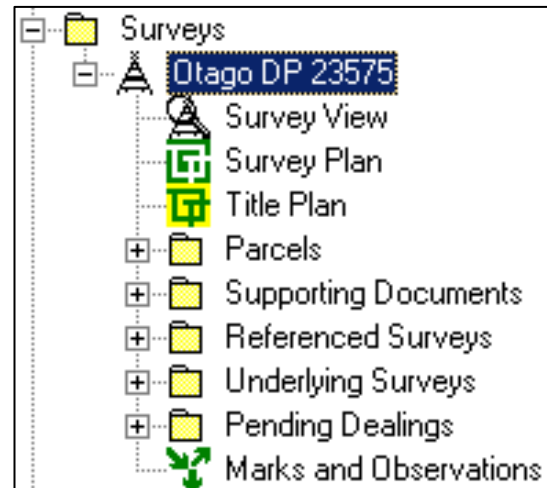 Surveys
Otago DP 23575
Survey View
Survey Plan
Title Plan
Parcels
Supporting Documents
Referenced Surveys
Underlying Surveys
Pending Dealings
Marks and Observations